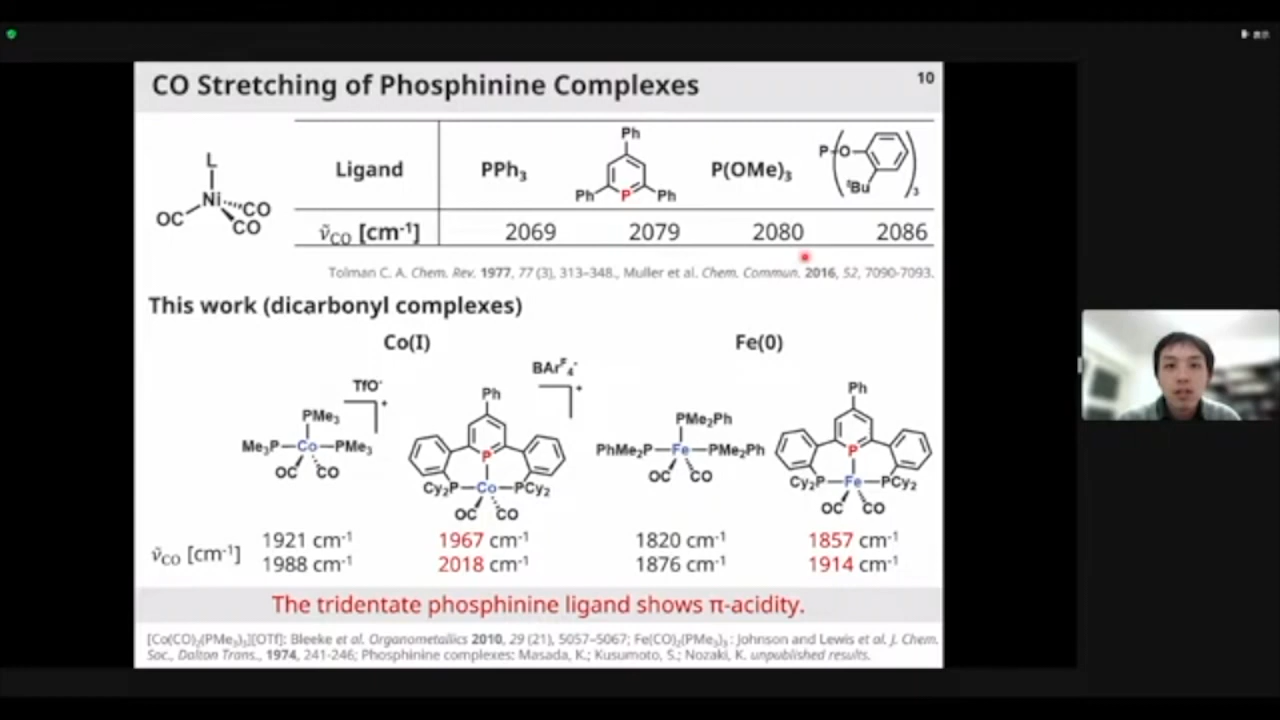 表示
CO Stretching of Phosphinine Complexes
10
L
Ni
OC
CO
CO
Ligand
PPh3
Ph
Ph
P
Ph
P(OMe)3
P(O
tBu
)3
ν̃CO [cm-1]
2069
2079
2080
2086
Tolman C. A. Chem. Rev. 1977, 77 (3), 313–348., Muller et al. Chem. Commun. 2016, 52, 7090-7093.
This work (dicarbonyl complexes)
Co(I)
Fe(0)
TfO-
+
PMe3
Me3P
Co
PMe3
OC
CO
BArF4-
+
Ph
P
Cy2P
Co
PCy2
OC
CO
PMe2Ph
PhMe2P
Fe
PMe2Ph
OC
CO
Ph
P
Cy2P
Fe
PCy2
OC
CO
ν̃CO [cm-1]
1921 cm-1
1988 cm-1
1967 cm-1
2018 cm-1
1820 cm-1
1876 cm-1
1857 cm-1
1914 cm-1
The tridentate phosphinine ligand shows π-acidity.
[Co(CO)2(PMe3)3][OTf]: Bleeke et al. Organometallics 2010, 29 (21), 5057–5067; Fe(CO)2(PMe3)3 : Johnson and Lewis et al. J. Chem.
Soc., Dalton Trans., 1974, 241-246; Phosphinine complexes: Masada, K.; Kusumoto, S.; Nozaki, K. unpublished results.